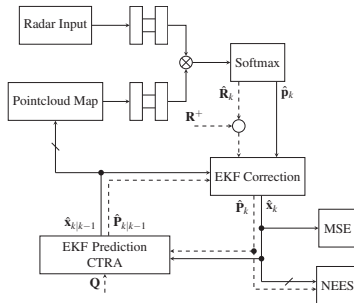 Radar Input
Softmax
Pointcloud Map
R̂ₖ
p̂ₖ
R⁺
EKF Correction
P̂ₖ
x̂ₖ
x̂ₖ|ₖ₋₁
P̂ₖ|ₖ₋₁
MSE
EKF Prediction
CTRA
NEES
Q